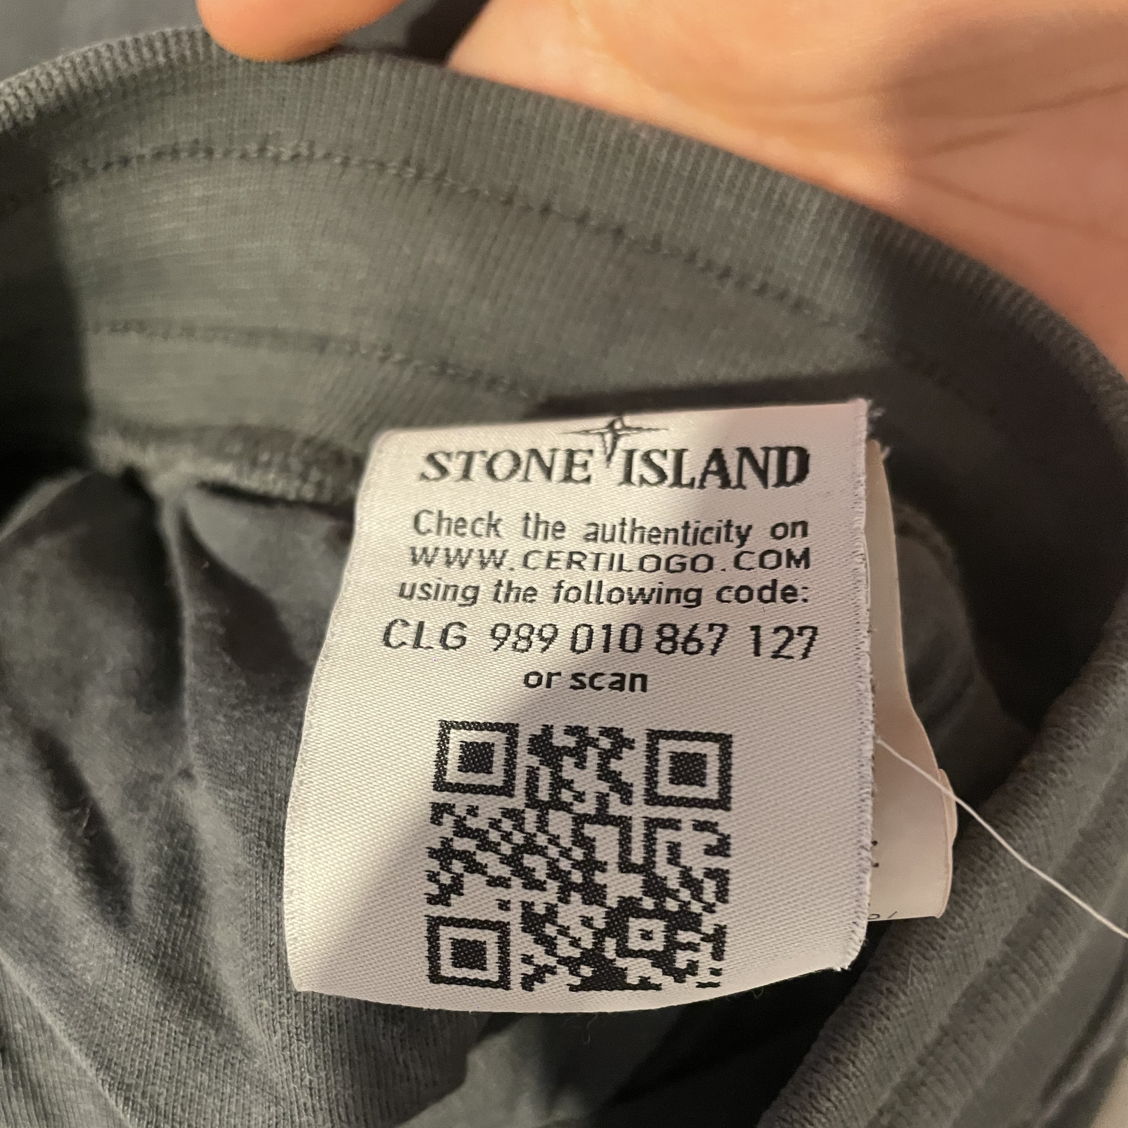 STONE ISLAND
Check the authenticity on
WWW.CERTILOGO.COM
using the following code:
CLG 989 010 867 127
or scan